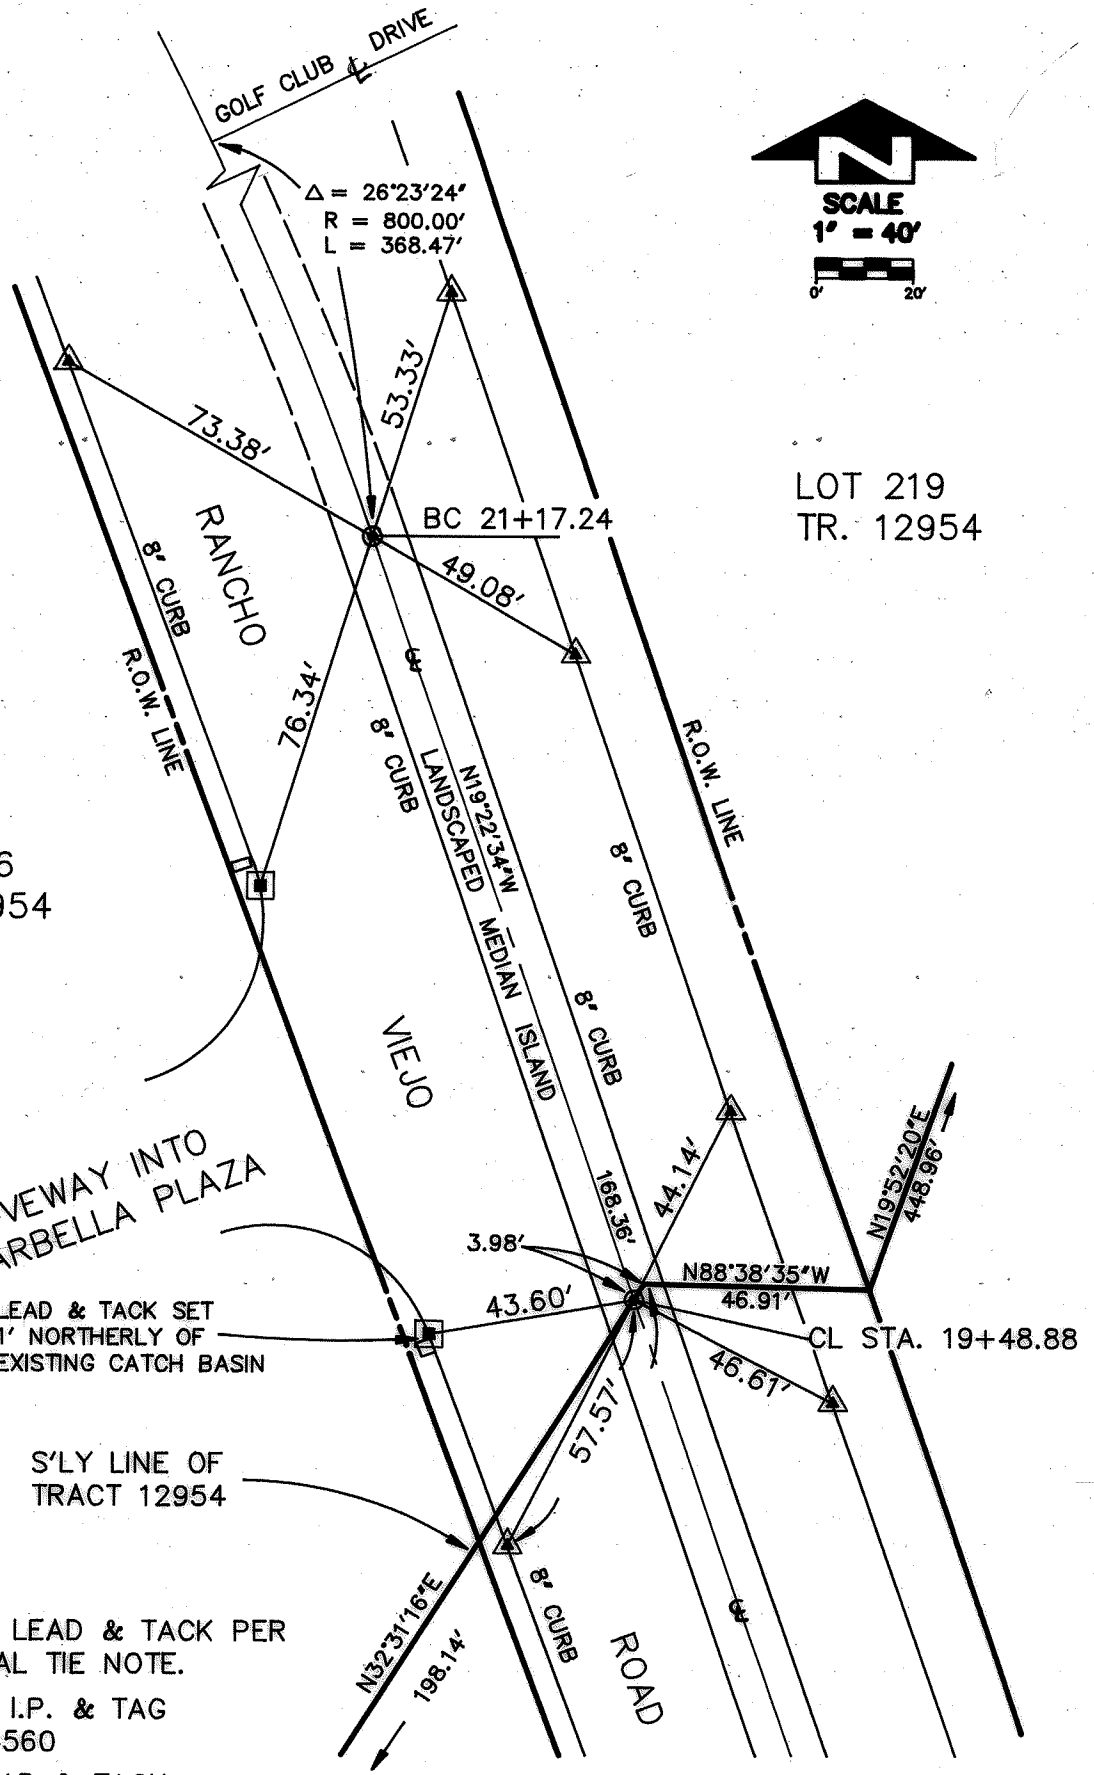 GOLF CLUB ℄ DRIVE
N
SCALE
1" = 40'
0' 20'
Δ = 26°23'24"
R = 800.00'
L = 368.47'
53.33'
73.38'
LOT 219
TR. 12954
BC 21+17.24
RANCHO
8" CURB
49.08'
R.O.W. LINE
76.34'
℄
8" CURB
LANDSCAPED MEDIAN ISLAND
N19°22'34"W
R.O.W. LINE
8" CURB
6
954
8" CURB
VIEJO
VEWAY INTO
ARBELLA PLAZA
N19°52'20"E
448.96'
44.14'
168.36'
3.98'
N88°38'35"W
46.91'
LEAD & TACK SET
1' NORTHERLY OF
EXISTING CATCH BASIN
43.60'
CL STA. 19+48.88
46.61'
57.57'
S'LY LINE OF
TRACT 12954
8" CURB
℄
N32°31'16"E
198.14'
ROAD
LEAD & TACK PER
AL TIE NOTE.
I.P. & TAG
560